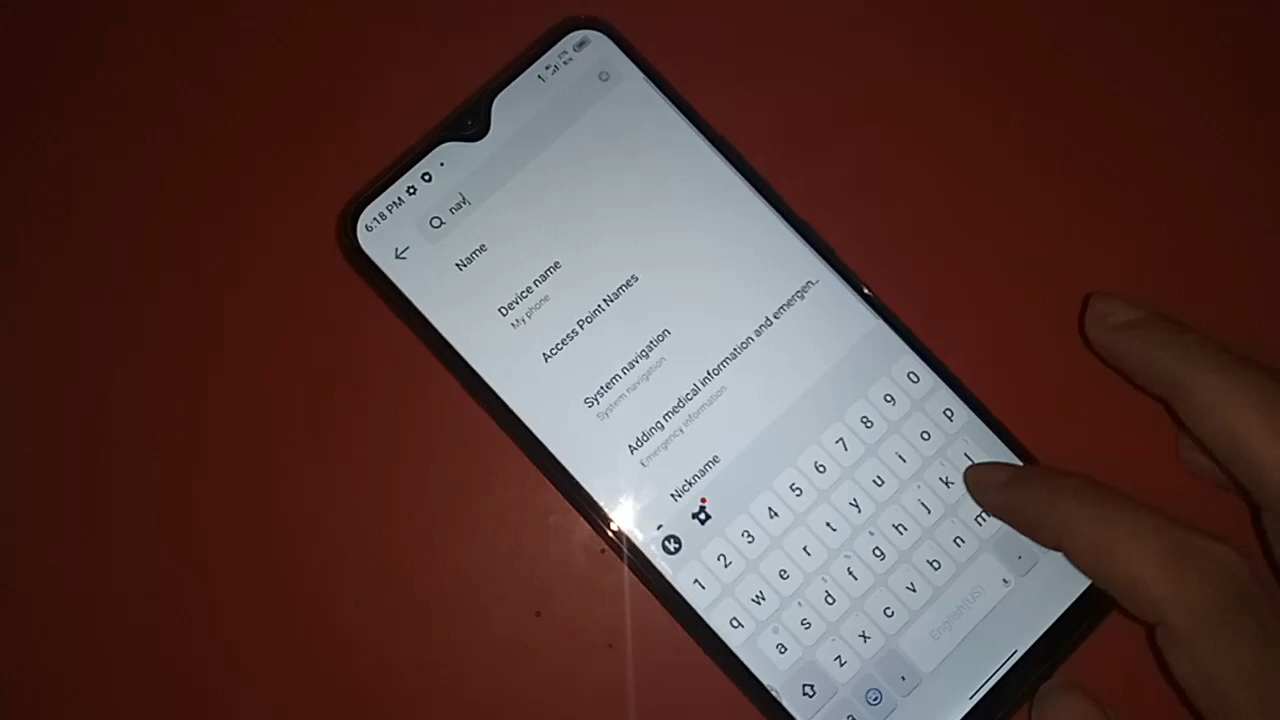 6:18 PM
nav
Name
Device name
My phone
Access Point Names
System navigation
System navigation
Adding medical information and emergen..
Emergency information
Nickname
1 2 3 4 5 6 7 8 9 0
q w e r t y u i o p
a s d f g h j k l
z x c v b n m
, English(US) .